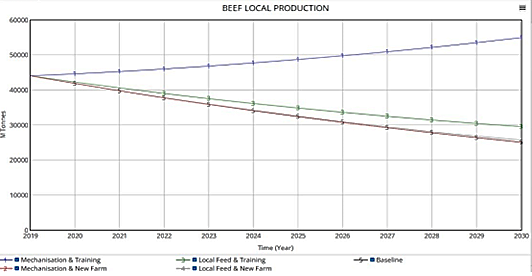 BEEF LOCAL PRODUCTION
60000
50000
40000
30000
20000
10000
0
M Tonnes
2019 2020 2021 2022 2023 2024 2025 2026 2027 2028 2029 2030
Time (Year)
Mechanisation & Training Local Feed & Training Baseline
Mechanisation & New Farm Local Feed & New Farm